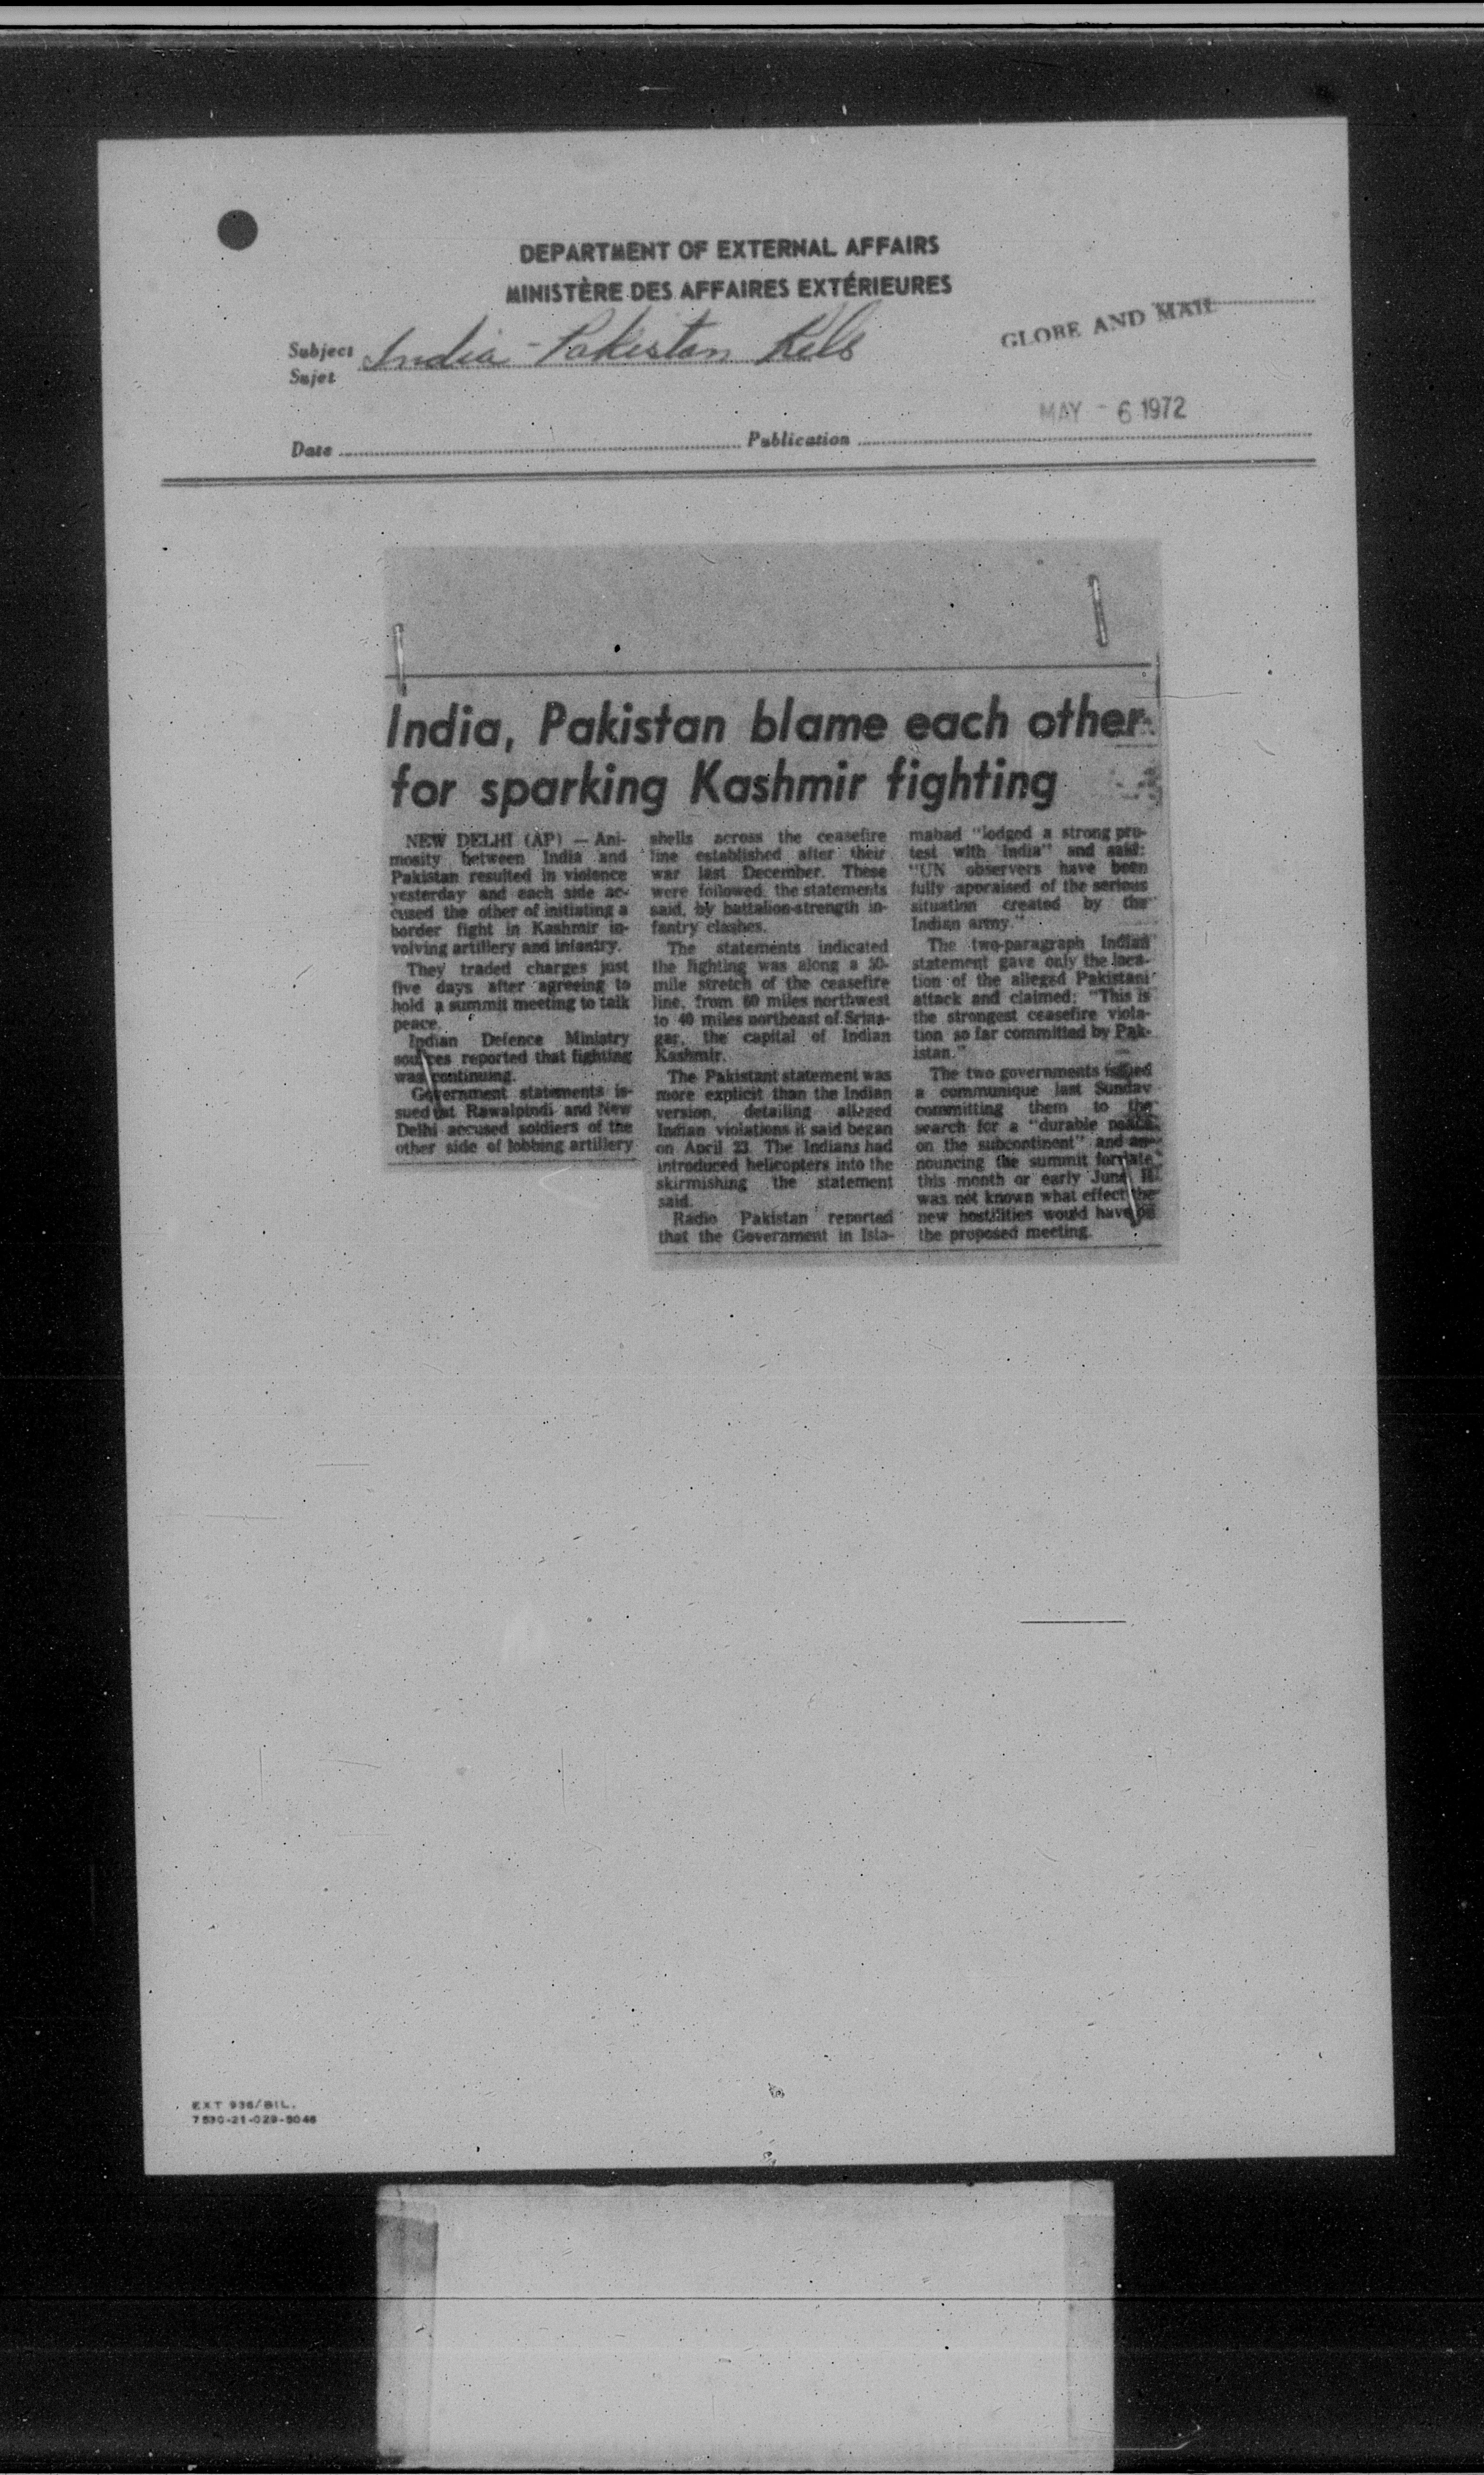 DEPARTMENT OF EXTERNAL AFFAIRS
MINISTÈRE DES AFFAIRES EXTÉRIEURES
GLOBE AND MAIL
Subject India-Pakistan Rels
Sujet
MAY - 6 1972
Date
Publication
India, Pakistan blame each other
for sparking Kashmir fighting
NEW DELHI (AP) — Ani-
mosity between India and
Pakistan resulted in violence
yesterday and each side ac-
cused the other of initiating a
border fight in Kashmir in-
volving artillery and infantry.
They traded charges just
five days after agreeing to
hold a summit meeting to talk
peace.
Indian Defence Ministry
sources reported that fighting
was continuing.
Government statements is-
sued at Rawalpindi and New
Delhi accused soldiers of the
other side of lobbing artillery
shells across the ceasefire
line established after their
war last December. These
were followed, the statements
said, by battalion-strength in-
fantry clashes.
The statements indicated
the fighting was along a 50-
mile stretch of the ceasefire
line, from 60 miles northwest
to 40 miles northeast of Srina-
gar, the capital of Indian
Kashmir.
The Pakistani statement was
more explicit than the Indian
version, detailing alleged
Indian violations it said began
on April 23. The Indians had
introduced helicopters into the
skirmishing the statement
said.
Radio Pakistan reported
that the Government in Isla-
mabad "lodged a strong pro-
test with India" and said:
"UN observers have been
fully appraised of the serious
situation created by the
Indian army."
The two-paragraph Indian
statement gave only the loca-
tion of the alleged Pakistani
attack and claimed: "This is
the strongest ceasefire viola-
tion so far committed by Pak-
istan."
The two governments issued
a communique last Sunday
committing them to the
search for a "durable peace
on the subcontinent" and an-
nouncing the summit for late
this month or early June. It
was not known what effect the
new hostilities would have on
the proposed meeting.
EXT 936/BIL.
7530-21-029-5046